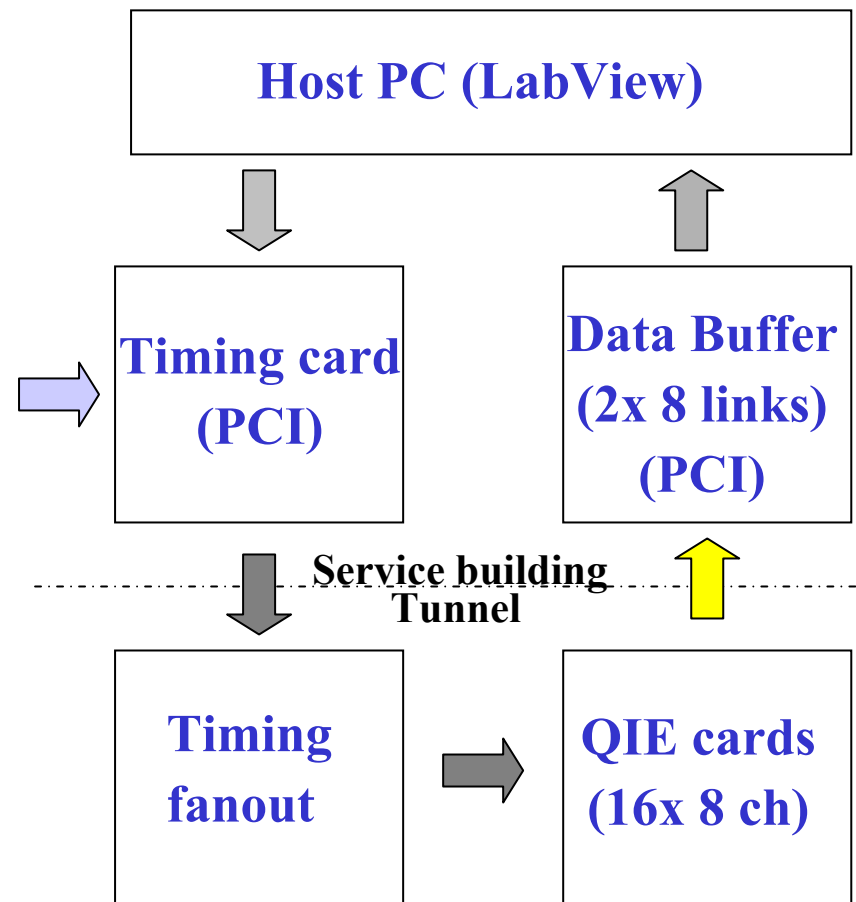 Host PC (LabView)
Timing card
(PCI)
Data Buffer
(2x 8 links)
(PCI)
Service building
Tunnel
Timing
fanout
QIE cards
(16x 8 ch)